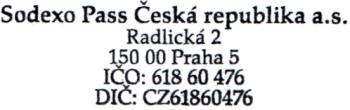 Sodexo Pass Česká republika a.s.
Radlická 2
150 00 Praha 5
IČO: 618 60 476
DIČ: CZ61860476